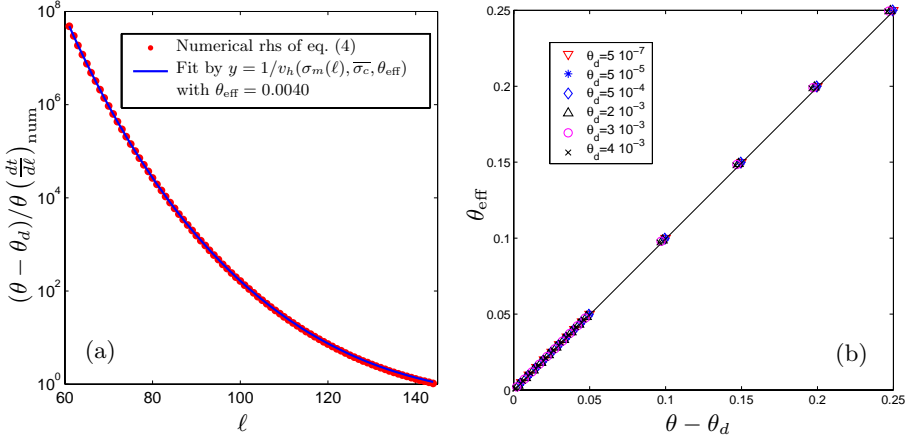 10^8
10^6
10^4
10^2
10^0
60
80
100
120
140
ℓ
(θ − θ_d)/θ (dt/dℓ)_num
Numerical rhs of eq. (4)
Fit by y = 1/v_h(σ_m(ℓ), \overline{σ_c}, θ_eff)
with θ_eff = 0.0040
(a)
0.25
0.20
0.15
0.10
0.05
0
0
0.05
0.1
0.15
0.2
0.25
θ − θ_d
θ_eff
θ_d=5 10^-7
θ_d=5 10^-5
θ_d=5 10^-4
θ_d=2 10^-3
θ_d=3 10^-3
θ_d=4 10^-3
(b)